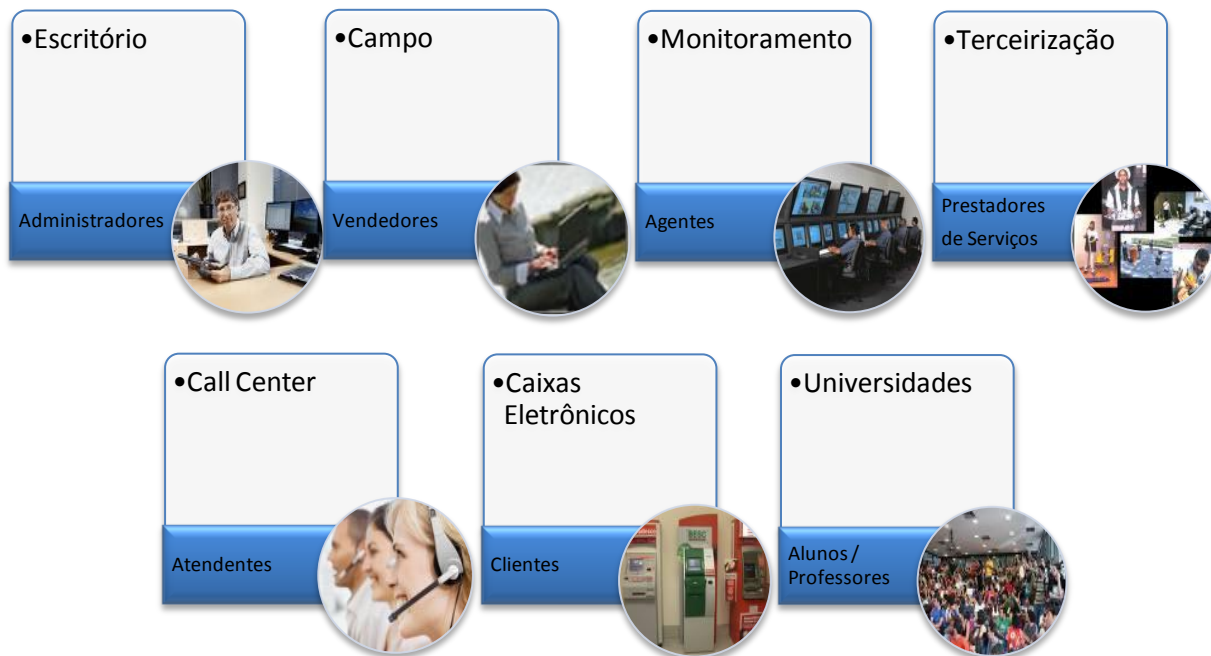 •Escritório
Administradores
•Campo
Vendedores
•Monitoramento
Agentes
•Terceirização
Prestadores
de Serviços
•Call Center
Atendentes
•Caixas
Eletrônicos
Clientes
BESC
•Universidades
Alunos /
Professores